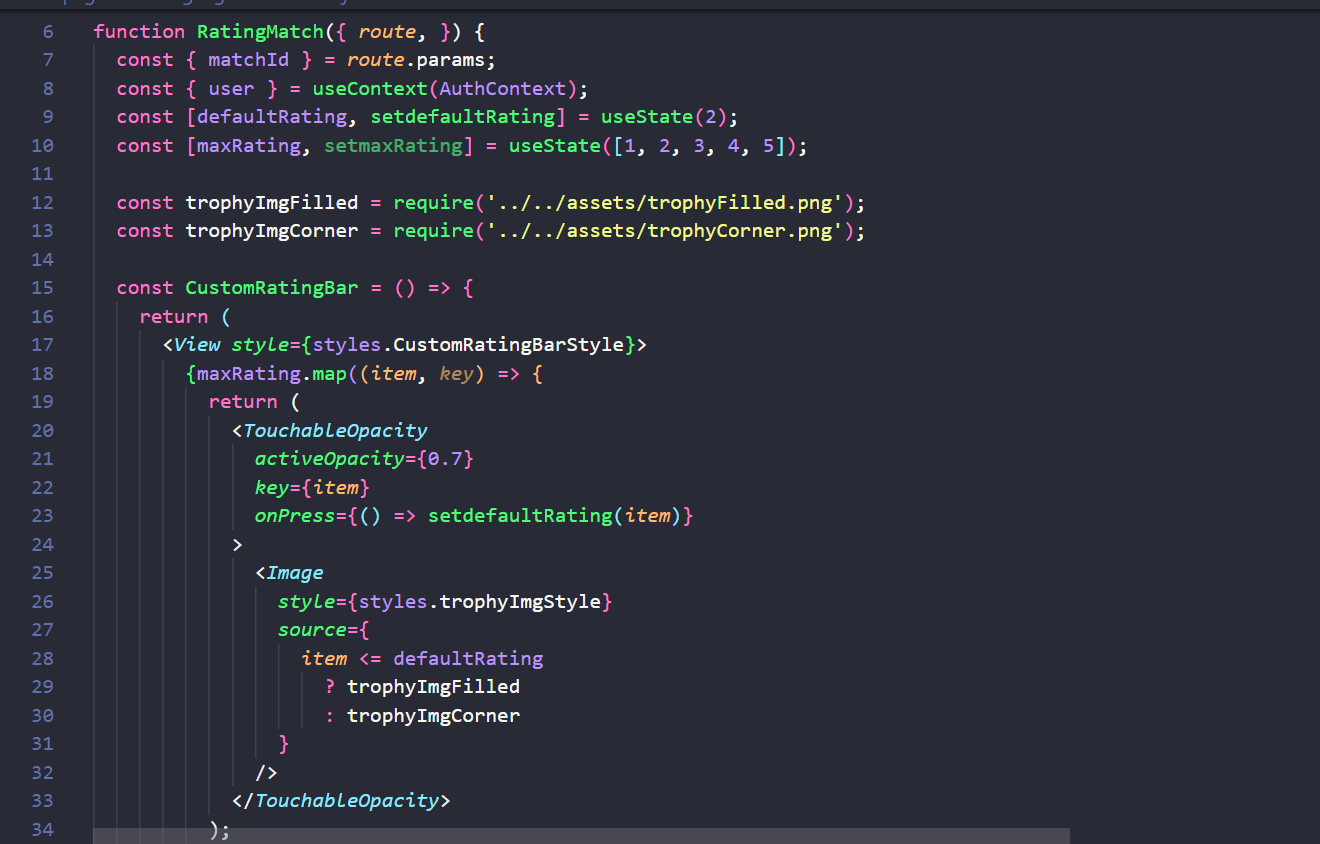 6 function RatingMatch({ route, }) {
7 const { matchId } = route.params;
8 const { user } = useContext(AuthContext);
9 const [defaultRating, setdefaultRating] = useState(2);
10 const [maxRating, setmaxRating] = useState([1, 2, 3, 4, 5]);
11
12 const trophyImgFilled = require('../../assets/trophyFilled.png');
13 const trophyImgCorner = require('../../assets/trophyCorner.png');
14
15 const CustomRatingBar = () => {
16 return (
17 <View style={styles.CustomRatingBarStyle}>
18 {maxRating.map((item, key) => {
19 return (
20 <TouchableOpacity
21 activeOpacity={0.7}
22 key={item}
23 onPress={() => setdefaultRating(item)}
24 >
25 <Image
26 style={styles.trophyImgStyle}
27 source={
28 item <= defaultRating
29 ? trophyImgFilled
30 : trophyImgCorner
31 }
32 />
33 </TouchableOpacity>
34 );